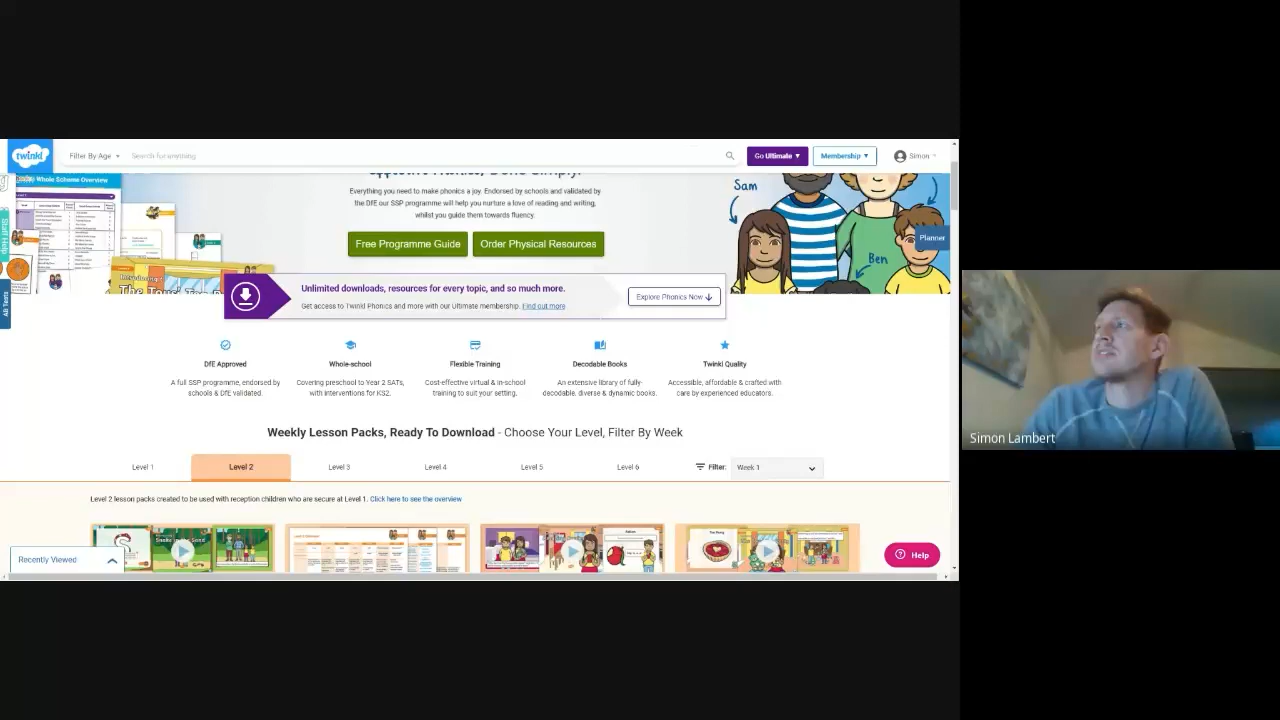 twinkl
Filter By Age
Search for anything
Go Ultimate
Membership
Simon
Whole Scheme Overview
Everything you need to make phonics a joy. Endorsed by schools and validated by
the DfE our SSP programme will help you nurture a love of reading and writing,
whilst you guide them towards fluency.
Free Programme Guide
Order Physical Resources
Sam
Ben
Planner
Unlimited downloads, resources for every topic, and so much more.
Get access to Twinkl Phonics and more with our Ultimate membership. Find out more
Explore Phonics Now
DfE Approved
A full SSP programme, endorsed by
schools & DfE validated.
Whole-school
Covering preschool to Year 2 SATs,
with interventions for KS2.
Flexible Training
Cost-effective virtual & in-school
training to suit your setting.
Decodable Books
An extensive library of fully-
decodable, diverse & dynamic books.
Twinkl Quality
Accessible, affordable & crafted with
care by experienced educators.
Weekly Lesson Packs, Ready To Download - Choose Your Level, Filter By Week
Level 1
Level 2
Level 3
Level 4
Level 5
Level 6
Filter:
Week 1
Level 2 lesson packs created to be used with reception children who are secure at Level 1. Click here to see the overview
Recently Viewed
Help
Simon Lambert